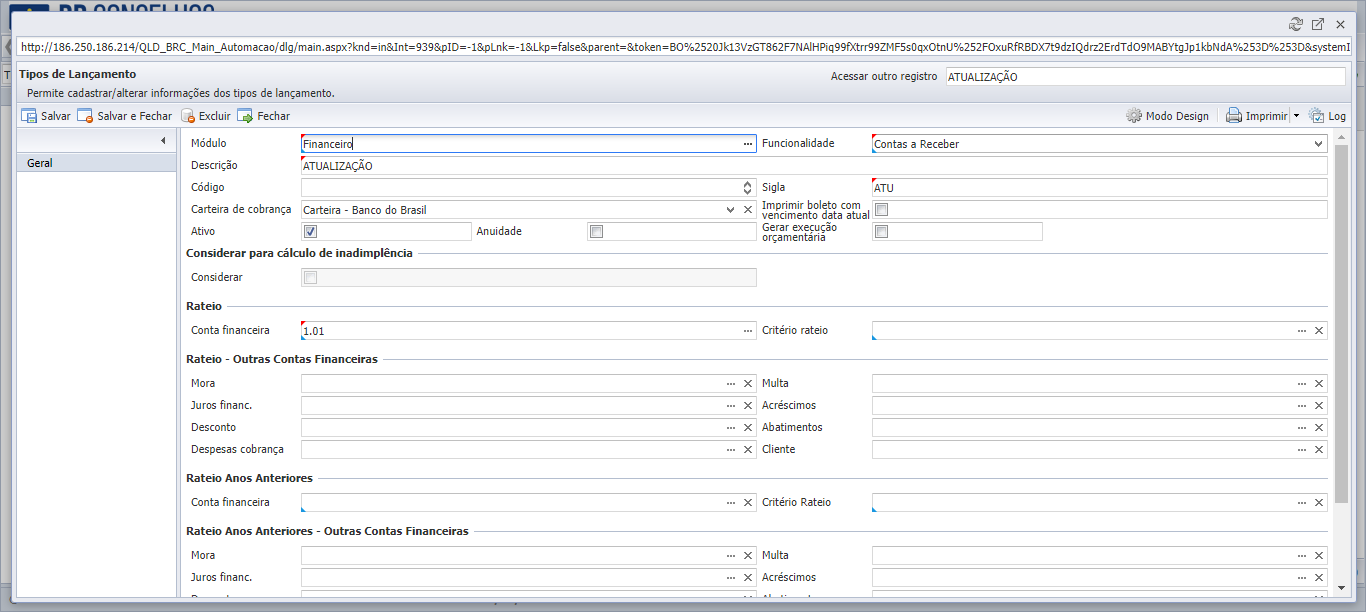 http://186.250.186.214/QLD_BRC_Main_Automacao/dlg/main.aspx?knd=in&Int=939&pID=-1&pLnk=-1&Lkp=false&parent=&token=BO%2520Jk13VzGT862F7NAlHPiq99fXtrr99ZMF5s0qxOtnU%252FOxuRfRBDX7t9dzIQdrz2ErdTdO9MABYtgJp1kbNdA%253D%253D&systemI
Tipos de Lançamento
Acessar outro registro ATUALIZAÇÃO
Permite cadastrar/alterar informações dos tipos de lançamento.
Salvar Salvar e Fechar Excluir Fechar Modo Design Imprimir Log
Geral
Módulo Financeiro Funcionalidade Contas a Receber
Descrição ATUALIZAÇÃO
Código Sigla ATU
Carteira de cobrança Carteira - Banco do Brasil Imprimir boleto com
vencimento data atual
Ativo Anuidade Gerar execução
orçamentária
Considerar para cálculo de inadimplência
Considerar
Rateio
Conta financeira 1.01 Critério rateio
Rateio - Outras Contas Financeiras
Mora Multa
Juros financ. Acréscimos
Desconto Abatimentos
Despesas cobrança Cliente
Rateio Anos Anteriores
Conta financeira Critério Rateio
Rateio Anos Anteriores - Outras Contas Financeiras
Mora Multa
Juros financ. Acréscimos